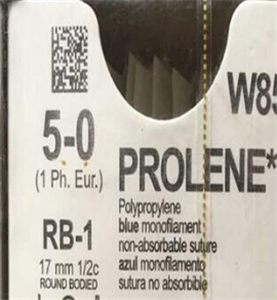 W85
5-0
(1 Ph. Eur.)
PROLENE*
RB-1
17 mm 1/2c
ROUND BODIED
Polypropylene
blue monofilament
non-absorbable suture
azul monofilamento
sutura no absorbible